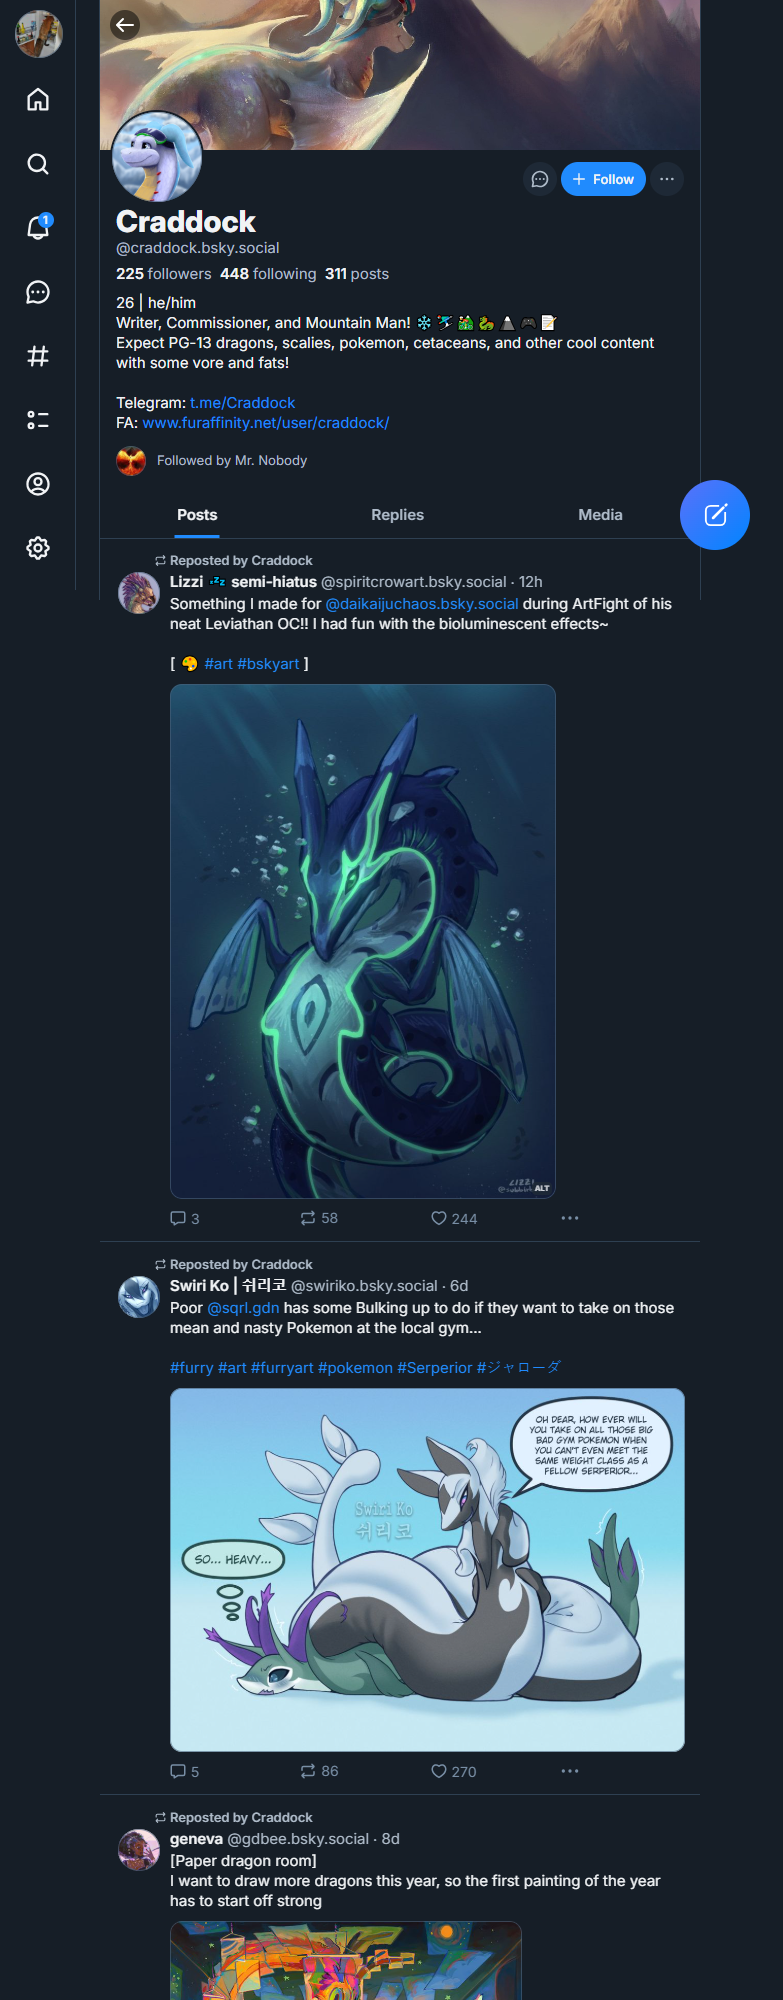 1
Follow
Craddock
@craddock.bsky.social
225 followers 448 following 311 posts
26 | he/him
Writer, Commissioner, and Mountain Man! ❄️ ⛷️ 🏕️ 🐉 🏔️ 🎮 📝
Expect PG-13 dragons, scalies, pokemon, cetaceans, and other cool content
with some vore and fats!
Telegram: t.me/Craddock
FA: www.furaffinity.net/user/craddock/
Followed by Mr. Nobody
Posts Replies Media
Reposted by Craddock
Lizzi 💤 semi-hiatus @spiritcrowart.bsky.social · 12h
Something I made for @daikaijuchaos.bsky.social during ArtFight of his
neat Leviathan OC!! I had fun with the bioluminescent effects~
[ 🎨 #art #bskyart ]
LIZZI
ALT
3 58 244
Reposted by Craddock
Swiri Ko | 쉬리코 @swiriko.bsky.social · 6d
Poor @sqrl.gdn has some Bulking up to do if they want to take on those
mean and nasty Pokemon at the local gym...
#furry #art #furryart #pokemon #Serperior #ジャローダ
OH DEAR, HOW EVER WILL
YOU TAKE ON ALL THOSE BIG
BAD GYM POKEMON WHEN
YOU CAN'T EVEN MEET THE
SAME WEIGHT CLASS AS A
FELLOW SERPERIOR...
Swiri Ko
쉬리코
SO... HEAVY...
5 86 270
Reposted by Craddock
geneva @gdbee.bsky.social · 8d
[Paper dragon room]
I want to draw more dragons this year, so the first painting of the year
has to start off strong